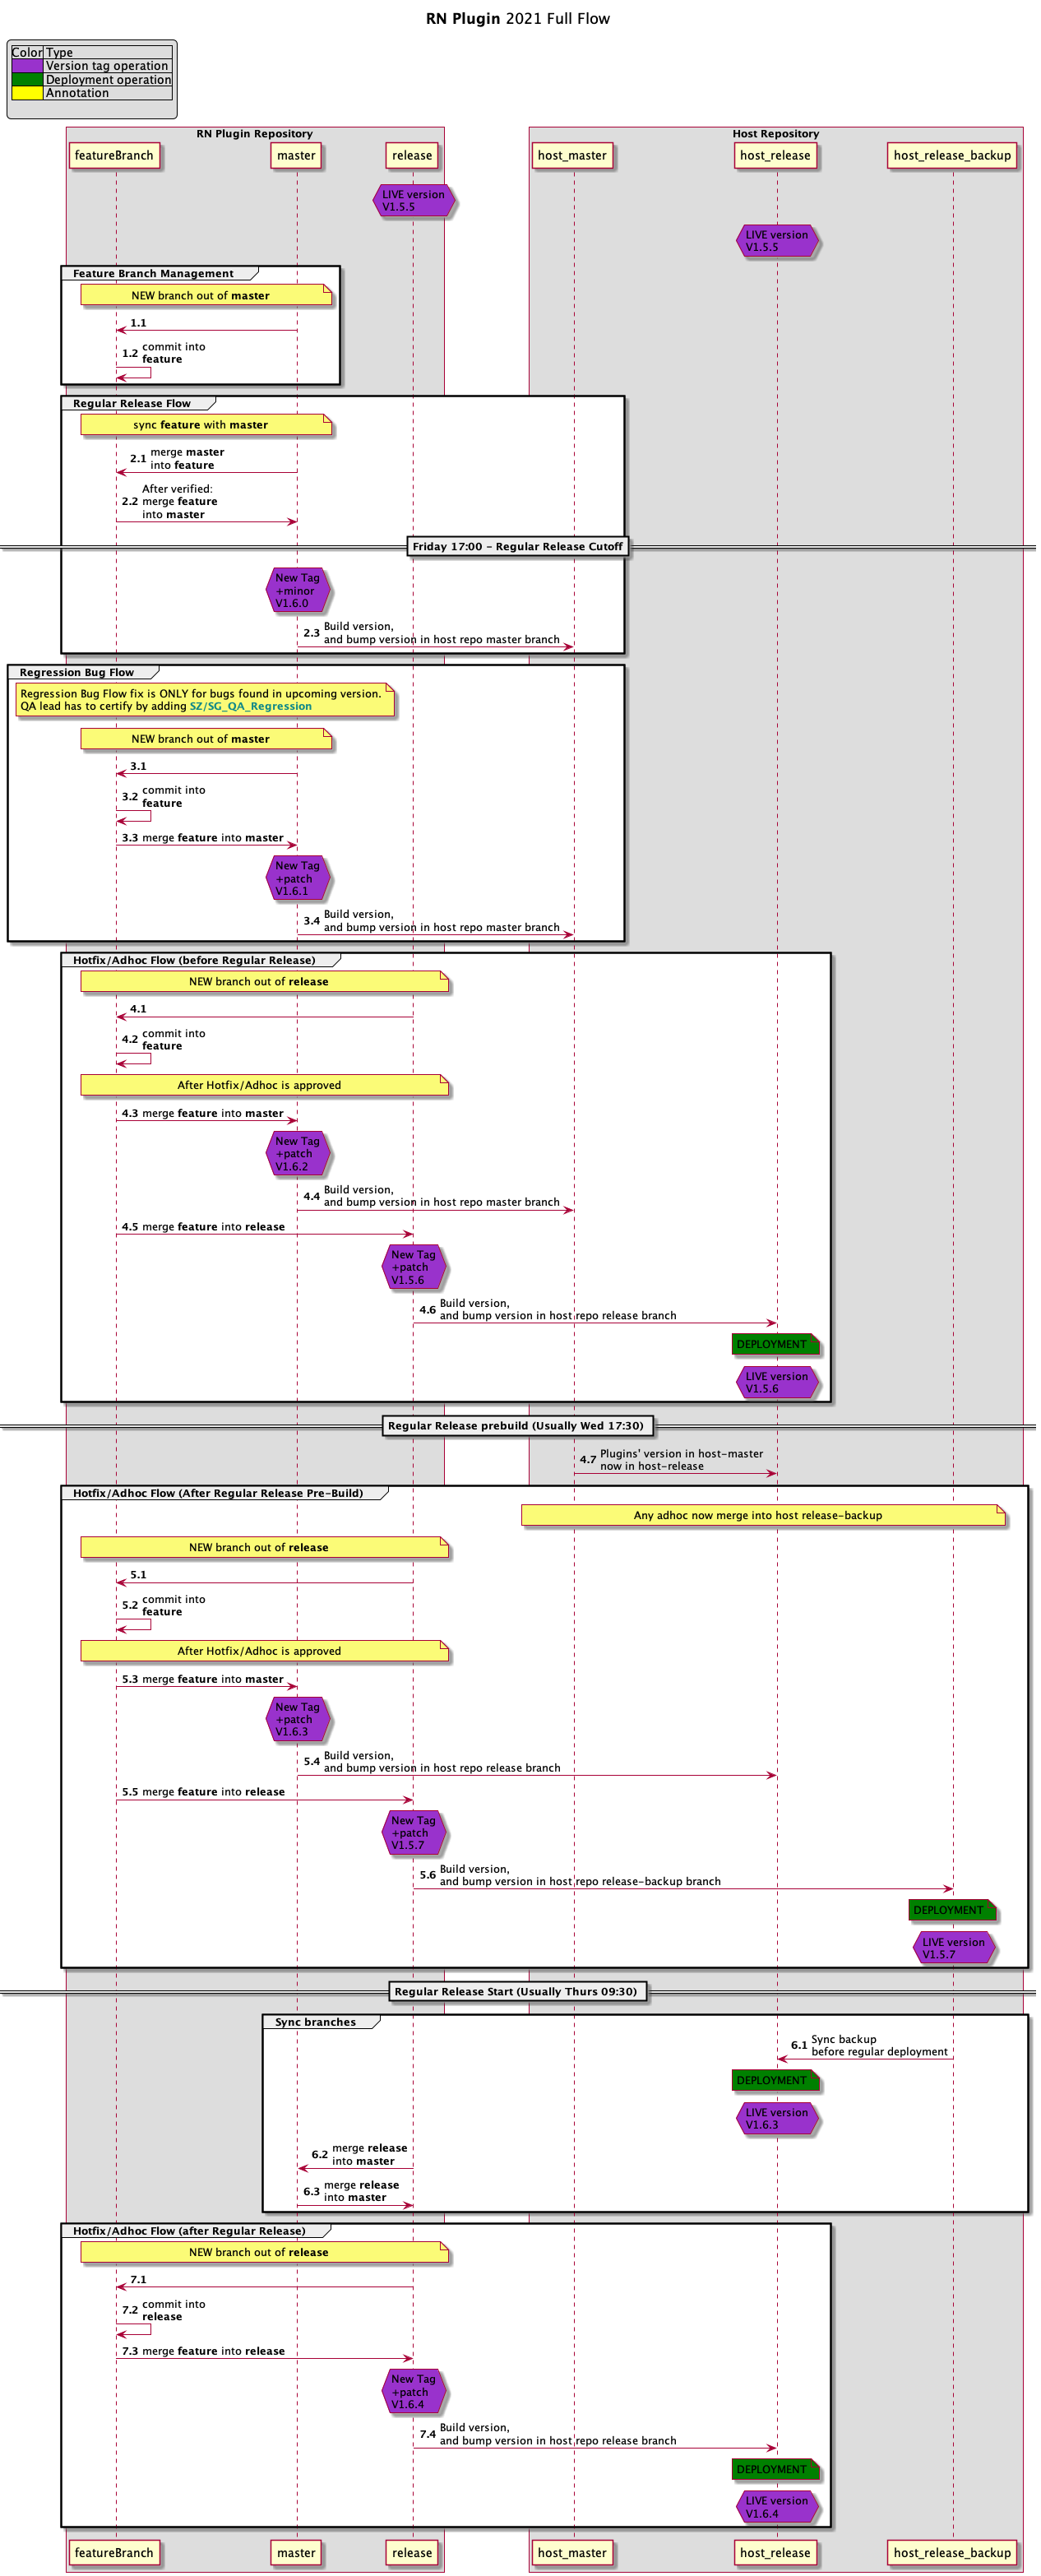 RN Plugin 2021 Full Flow
Color Type
Version tag operation
Deployment operation
Annotation
RN Plugin Repository
Host Repository
featureBranch
master
release
host_master
host_release
host_release_backup
LIVE version
V1.5.5
LIVE version
V1.5.5
Feature Branch Management
NEW branch out of master
1.1
1.2 commit into
feature
Regular Release Flow
sync feature with master
2.1 merge master
into feature
After verified:
2.2 merge feature
into master
Friday 17:00 - Regular Release Cutoff
New Tag
+minor
V1.6.0
2.3 Build version,
and bump version in host repo master branch
Regression Bug Flow
Regression Bug Flow fix is ONLY for bugs found in upcoming version.
QA lead has to certify by adding SZ/SG_QA_Regression
NEW branch out of master
3.1
3.2 commit into
feature
3.3 merge feature into master
New Tag
+patch
V1.6.1
3.4 Build version,
and bump version in host repo master branch
Hotfix/Adhoc Flow (before Regular Release)
NEW branch out of release
4.1
4.2 commit into
feature
After Hotfix/Adhoc is approved
4.3 merge feature into master
New Tag
+patch
V1.6.2
4.4 Build version,
and bump version in host repo master branch
4.5 merge feature into release
New Tag
+patch
V1.5.6
4.6 Build version,
and bump version in host repo release branch
DEPLOYMENT
LIVE version
V1.5.6
Regular Release prebuild (Usually Wed 17:30)
4.7 Plugins' version in host-master
now in host-release
Hotfix/Adhoc Flow (After Regular Release Pre-Build)
Any adhoc now merge into host release-backup
NEW branch out of release
5.1
5.2 commit into
feature
After Hotfix/Adhoc is approved
5.3 merge feature into master
New Tag
+patch
V1.6.3
5.4 Build version,
and bump version in host repo release branch
5.5 merge feature into release
New Tag
+patch
V1.5.7
5.6 Build version,
and bump version in host repo release-backup branch
DEPLOYMENT
LIVE version
V1.5.7
Regular Release Start (Usually Thurs 09:30)
Sync branches
6.1 Sync backup
before regular deployment
DEPLOYMENT
LIVE version
V1.6.3
6.2 merge release
into master
6.3 merge release
into master
Hotfix/Adhoc Flow (after Regular Release)
NEW branch out of release
7.1
7.2 commit into
release
7.3 merge feature into release
New Tag
+patch
V1.6.4
7.4 Build version,
and bump version in host repo release branch
DEPLOYMENT
LIVE version
V1.6.4
featureBranch
master
release
host_master
host_release
host_release_backup